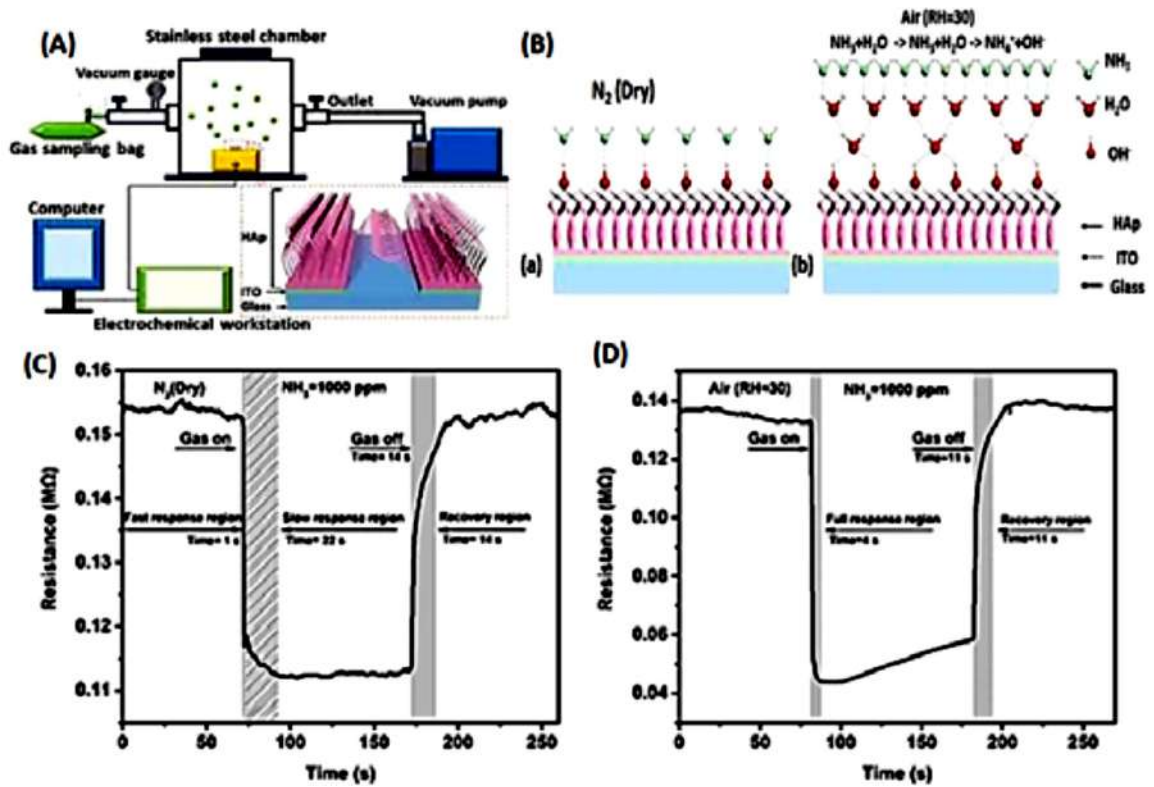 (A)
Stainless steel chamber
Vacuum gauge
Outlet
Vacuum pump
Gas sampling bag
Computer
Electrochemical workstation
HAp
ITO
Glass
(B)
N₂ (Dry)
(a)
Air (RH=30)
NH₃+H₂O -> NH₃+H₂O -> NH₄⁺+OH⁻
(b)
NH₃
H₂O
OH⁻
HAp
ITO
Glass
(C)
N₂(Dry)
NH₃=1000 ppm
Gas on
Gas off
Time= 14 s
Fast response region
Time= 1 s
Slow response region
Time= 22 s
Recovery region
Time= 14 s
Resistance (MΩ)
0.16
0.15
0.14
0.13
0.12
0.11
0
50
100
150
200
250
Time (s)
(D)
Air (RH=30)
NH₃=1000 ppm
Gas on
Gas off
Time=11 s
Full response region
Time=4 s
Recovery region
Time=11 s
Resistance (MΩ)
0.14
0.12
0.10
0.08
0.06
0.04
0
50
100
150
200
250
Time (s)